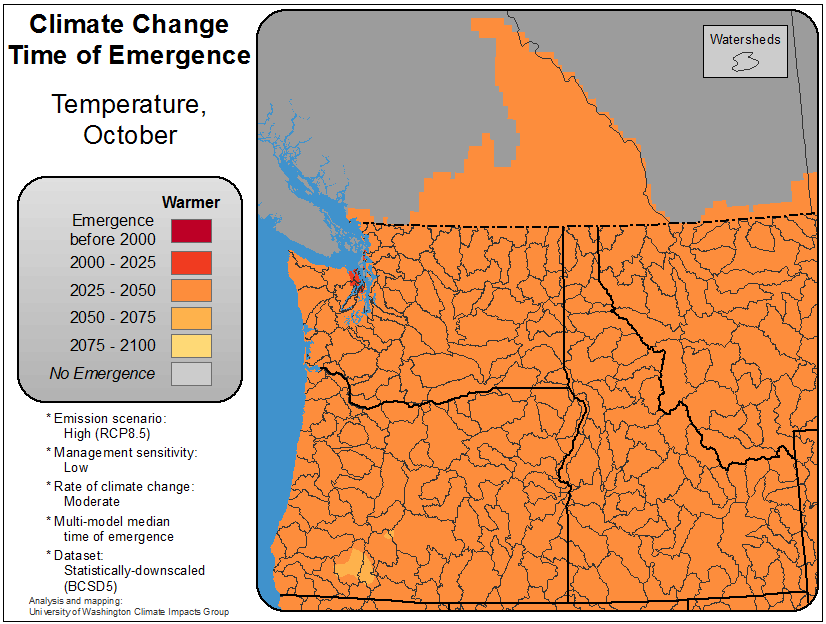 Climate Change
Time of Emergence
Temperature,
October
Warmer
Emergence
before 2000
2000 - 2025
2025 - 2050
2050 - 2075
2075 - 2100
No Emergence
* Emission scenario:
High (RCP8.5)
* Management sensitivity:
Low
* Rate of climate change:
Moderate
* Multi-model median
time of emergence
* Dataset:
Statistically-downscaled
(BCSD5)
Analysis and mapping:
University of Washington Climate Impacts Group
Watersheds